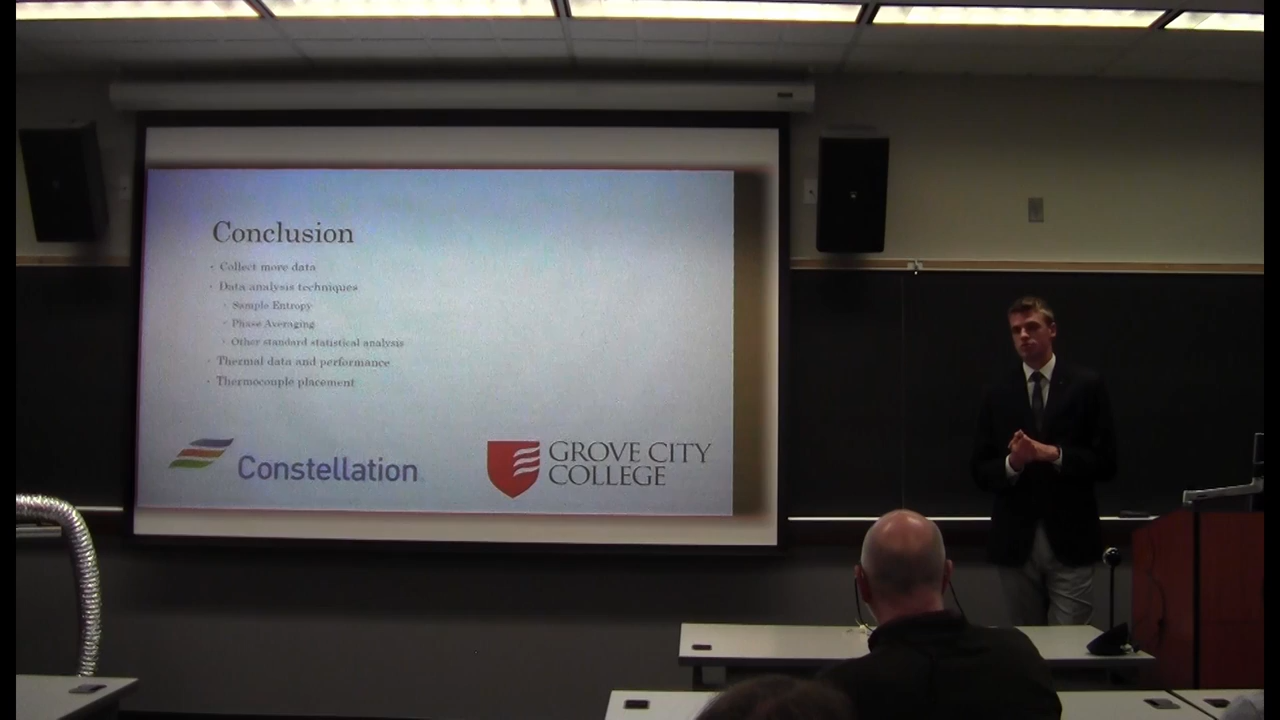 Conclusion
Collect more data
Data analysis techniques
Sample Entropy
Phase Averaging
Other standard statistical analysis
Thermal data and performance
Thermocouple placement
Constellation
GROVE CITY
COLLEGE